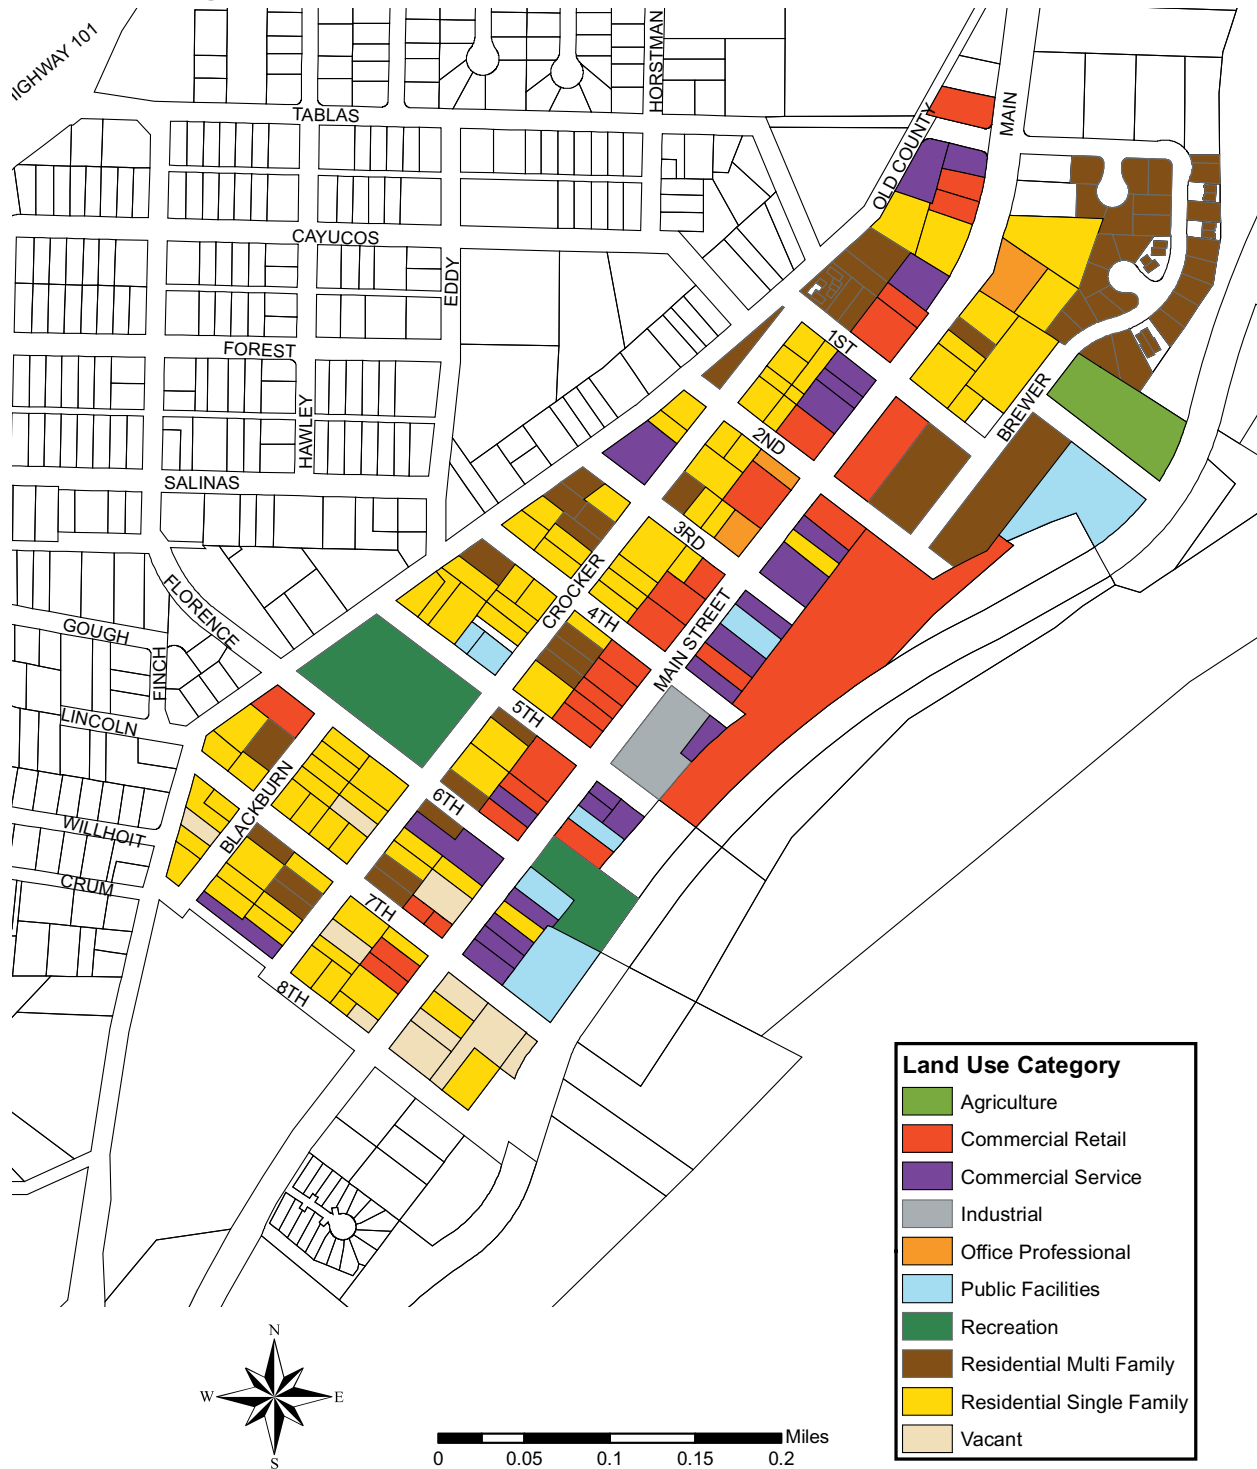 HIGHWAY 101
HORSTMAN
TABLAS
OLD COUNTY
MAIN
CAYUCOS
EDDY
FOREST
1ST
HAWLEY
BREWER
2ND
SALINAS
3RD
CROCKER
FLORENCE
4TH
MAIN STREET
GOUGH
FINCH
LINCOLN
5TH
BLACKBURN
6TH
WILLHOIT
CRUM
7TH
8TH
Land Use Category
Agriculture
Commercial Retail
Commercial Service
Industrial
Office Professional
Public Facilities
Recreation
Residential Multi Family
Residential Single Family
Vacant
N
W
E
S
Miles
0
0.05
0.1
0.15
0.2